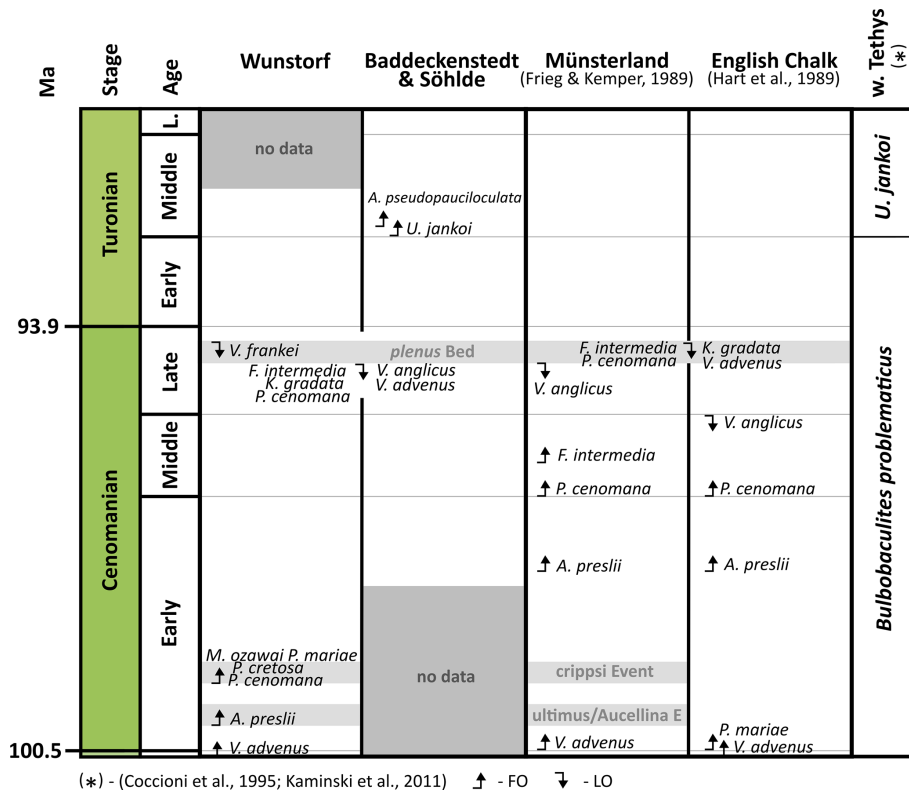 Ma
Stage
Age
Wunstorf
Baddeckenstedt
& Söhlde
Münsterland
(Frieg & Kemper, 1989)
English Chalk
(Hart et al., 1989)
w. Tethys
(*)
Turonian
L.
Middle
Early
no data
A. pseudopauciloculata
U. jankoi
U. jankoi
93.9
Cenomanian
Late
Middle
Early
V. frankei
plenus Bed
F. intermedia
P. cenomana
K. gradata
V. advenus
F. intermedia
K. gradata
P. cenomana
V. anglicus
V. advenus
V. anglicus
V. anglicus
F. intermedia
P. cenomana
P. cenomana
A. preslii
A. preslii
Bulbobaculites problematicus
M. ozawai P. mariae
P. cretosa
P. cenomana
no data
crippsi Event
A. preslii
ultimus/Aucellina E
P. mariae
100.5
V. advenus
V. advenus
V. advenus
(*) - (Coccioni et al., 1995; Kaminski et al., 2011) - FO - LO